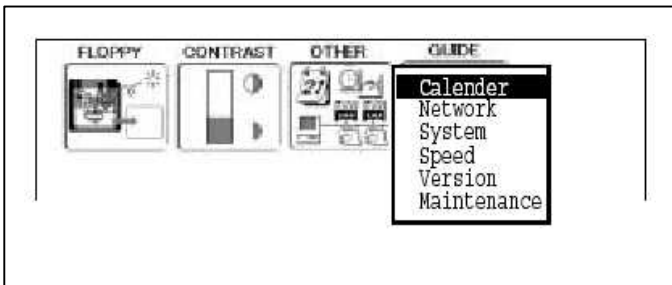 FLOPPY CONTRAST OTHER GUIDE
Calender
Network
System
Speed
Version
Maintenance